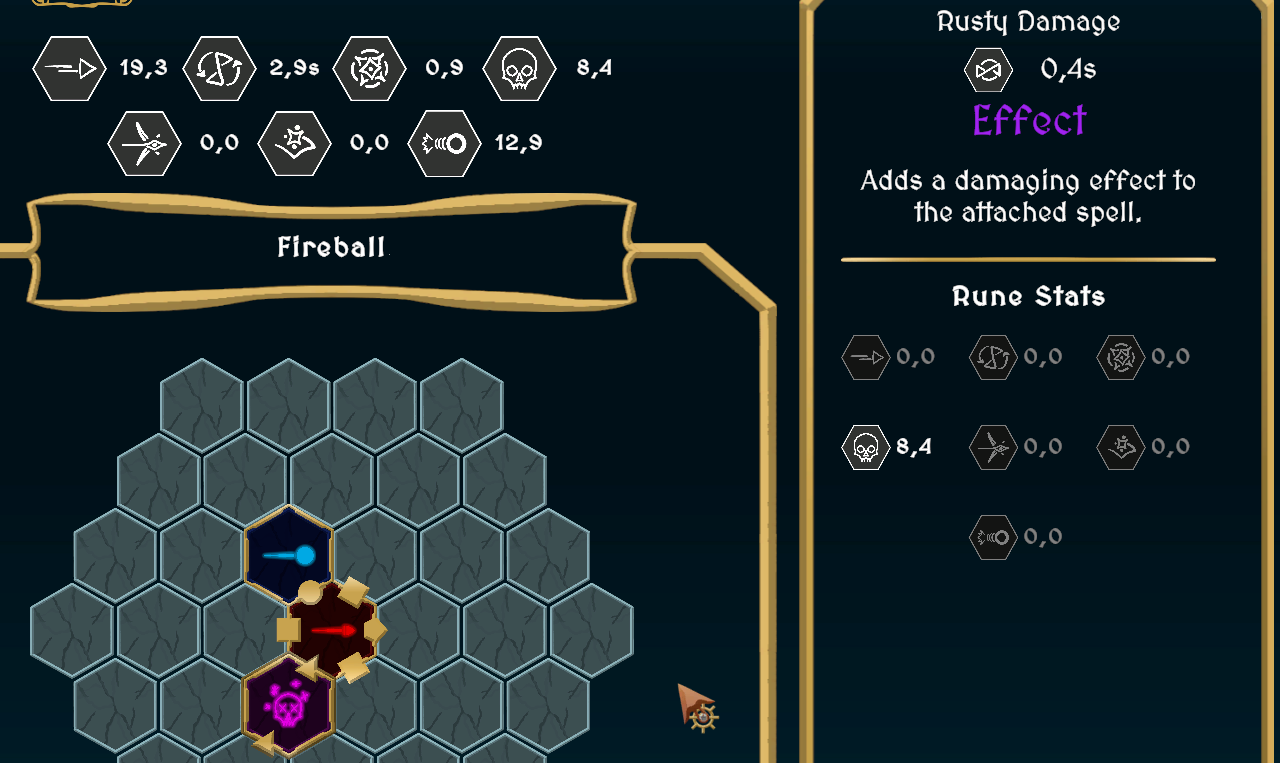 19,3 2,9s 0,9 8,4
0,0 0,0 12,9
Fireball
Rusty Damage
0,4s
Effect
Adds a damaging effect to
the attached spell.
Rune Stats
0,0 0,0 0,0
8,4 0,0 0,0
0,0